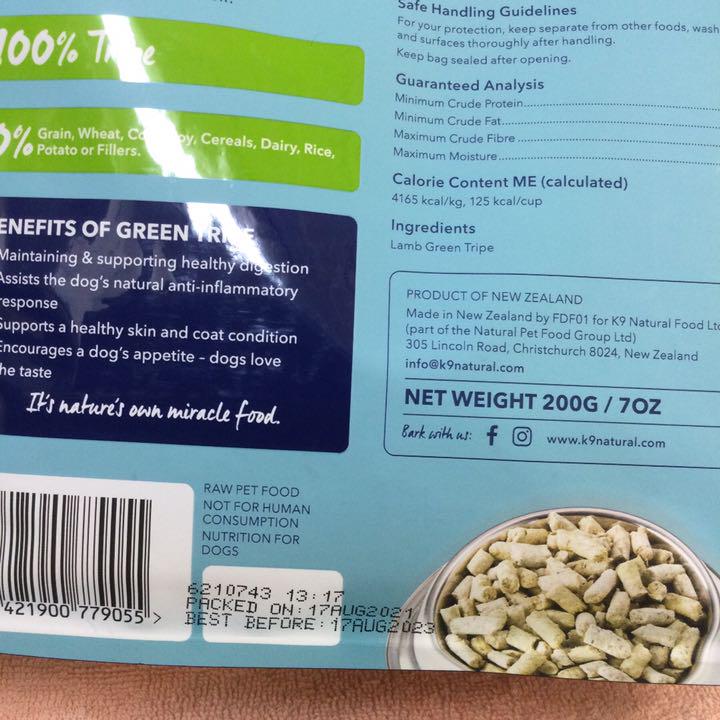 Safe Handling Guidelines
For your protection, keep separate from other foods, wash
and surfaces thoroughly after handling.
Keep bag sealed after opening.
100% Tripe
Guaranteed Analysis
Minimum Crude Protein
Minimum Crude Fat
Maximum Crude Fibre
Maximum Moisture
0% Grain, Wheat, Soy, Cereals, Dairy, Rice,
Potato or Fillers.
Calorie Content ME (calculated)
4165 kcal/kg, 125 kcal/cup
Ingredients
Lamb Green Tripe
BENEFITS OF GREEN TRIPE
Maintaining & supporting healthy digestion
Assists the dog's natural anti-inflammatory
response
Supports a healthy skin and coat condition
Encourages a dog's appetite – dogs love
the taste
It's nature's own miracle food.
PRODUCT OF NEW ZEALAND
Made in New Zealand by FDF01 for K9 Natural Food Ltd
(part of the Natural Pet Food Group Ltd)
305 Lincoln Road, Christchurch 8024, New Zealand
info@k9natural.com
NET WEIGHT 200G / 7OZ
Bark with us: www.k9natural.com
RAW PET FOOD
NOT FOR HUMAN
CONSUMPTION
NUTRITION FOR
DOGS
421900 779055 >
6210743 13:17
PACKED ON:17AUG2021
BEST BEFORE:17AUG2023